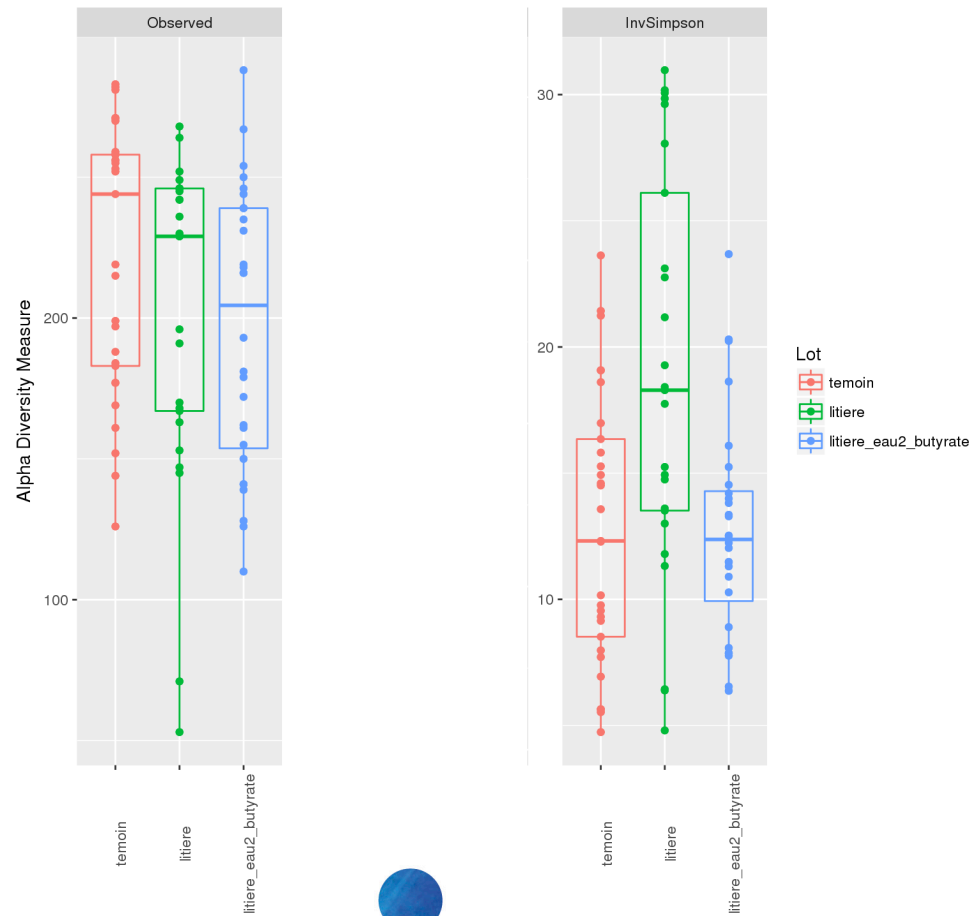 Observed
InvSimpson
Alpha Diversity Measure
200
100
30
20
10
temoin
litiere
litiere_eau2_butyrate
temoin
litiere
litiere_eau2_butyrate
Lot
temoin
litiere
litiere_eau2_butyrate